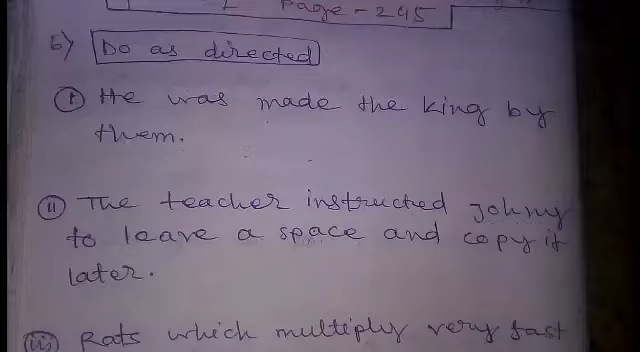 Page - 245
6) Do as directed
(i) He was made the king by
them.
(ii) The teacher instructed Johny
to leave a space and copy it
later.
(iii) Rats which multiply very fast